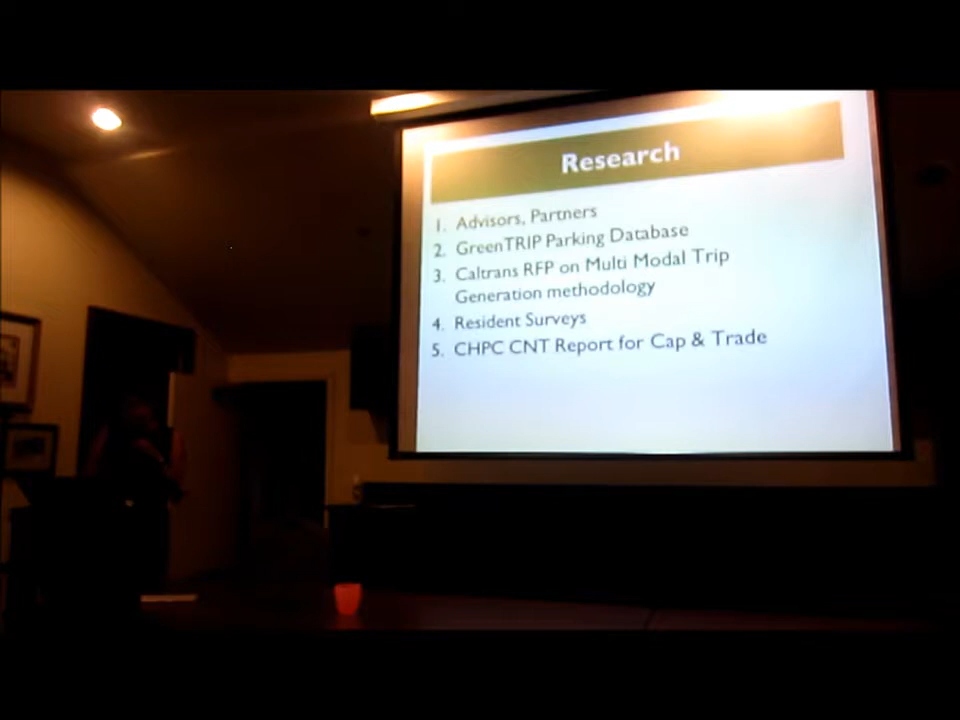 Research
1. Advisors, Partners
2. GreenTRIP Parking Database
3. Caltrans RFP on Multi Modal Trip
Generation methodology
4. Resident Surveys
5. CHPC CNT Report for Cap & Trade